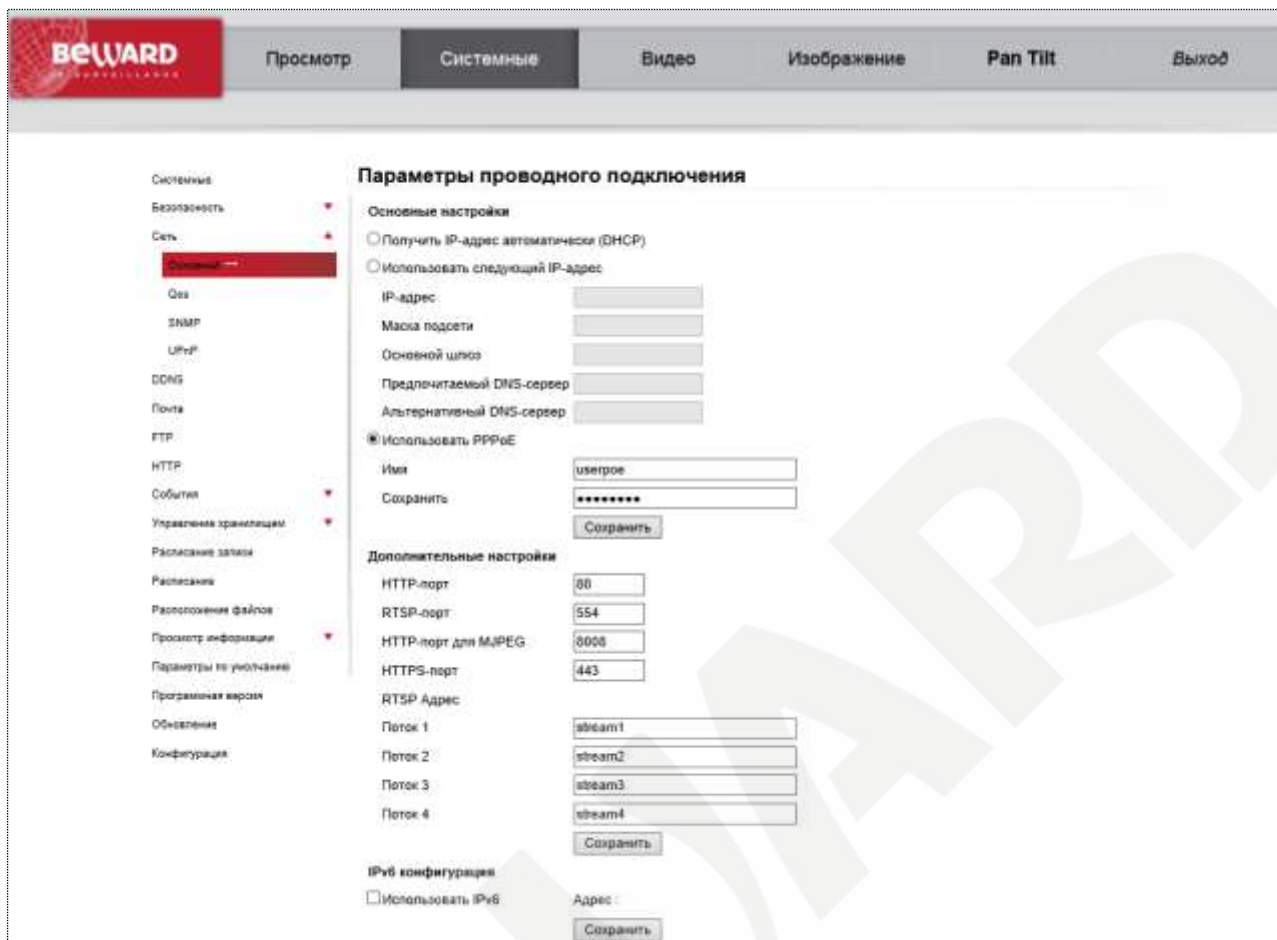 BEWARD
Просмотр
Системные
Видео
Изображение
Pan Tilt
Выход
Системные
Безопасность
Сеть
Основной
Qos
SNMP
UPnP
DDNS
Почта
FTP
HTTP
События
Управление хранилищем
Расписание записи
Расписание
Расположение файлов
Просмотр информации
Параметры по умолчанию
Программная версия
Обновление
Конфигурация
Параметры проводного подключения
Основные настройки
Получить IP-адрес автоматически (DHCP)
Использовать следующий IP-адрес
IP-адрес
Маска подсети
Основной шлюз
Предпочитаемый DNS-сервер
Альтернативный DNS-сервер
Использовать PPPoE
Имя userpoe
Сохранить ••••••••
Сохранить
Дополнительные настройки
HTTP-порт 80
RTSP-порт 554
HTTP-порт для MJPEG 8008
HTTPS-порт 443
RTSP Адрес
Поток 1 stream1
Поток 2 stream2
Поток 3 stream3
Поток 4 stream4
Сохранить
IPv6 конфигурация
Использовать IPv6 Адрес :
Сохранить